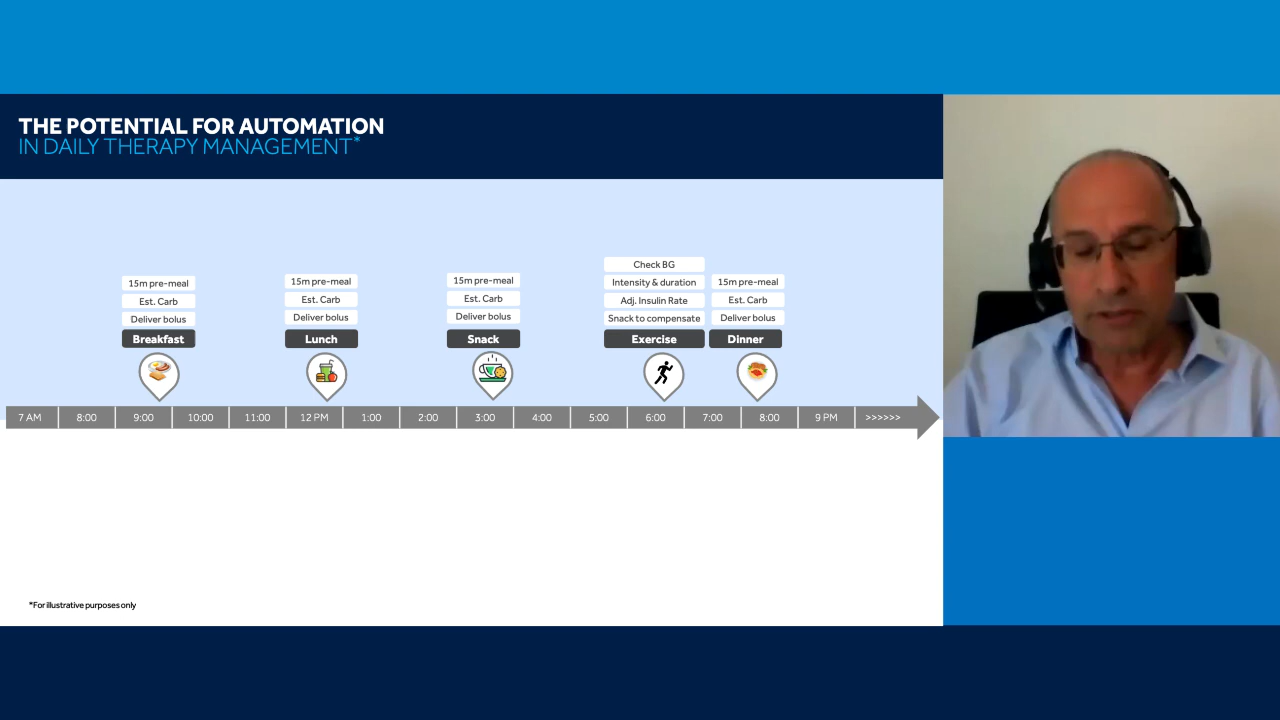 THE POTENTIAL FOR AUTOMATION
IN DAILY THERAPY MANAGEMENT*
15m pre-meal
Est. Carb
Deliver bolus
Breakfast
15m pre-meal
Est. Carb
Deliver bolus
Lunch
15m pre-meal
Est. Carb
Deliver bolus
Snack
Check BG
Intensity & duration
Adj. Insulin Rate
Snack to compensate
Exercise
15m pre-meal
Est. Carb
Deliver bolus
Dinner
7 AM 8:00 9:00 10:00 11:00 12 PM 1:00 2:00 3:00 4:00 5:00 6:00 7:00 8:00 9 PM >>>>>>
*For illustrative purposes only